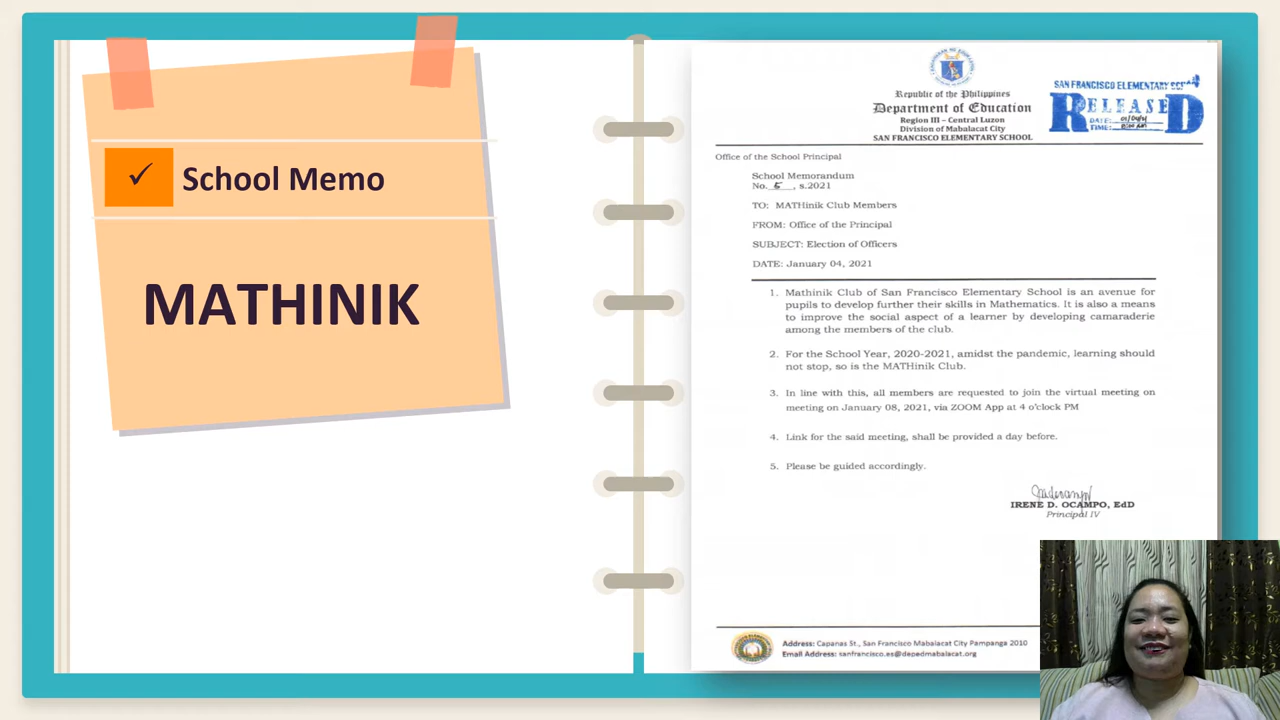 ✓ School Memo
MATHINIK
Republic of the Philippines
Department of Education
Region III – Central Luzon
Division of Mabalacat City
SAN FRANCISCO ELEMENTARY SCHOOL
SAN FRANCISCO ELEMENTARY
RELEASED
DATE:
TIME:
Office of the School Principal
School Memorandum
No. 5 , s.2021
TO: MATHinik Club Members
FROM: Office of the Principal
SUBJECT: Election of Officers
DATE: January 04, 2021
1. Mathinik Club of San Francisco Elementary School is an avenue for
pupils to develop further their skills in Mathematics. It is also a means
to improve the social aspect of a learner by developing camaraderie
among the members of the club.
2. For the School Year, 2020-2021, amidst the pandemic, learning should
not stop, so is the MATHinik Club.
3. In line with this, all members are requested to join the virtual meeting on
meeting on January 08, 2021, via ZOOM App at 4 o'clock PM
4. Link for the said meeting, shall be provided a day before.
5. Please be guided accordingly.
IRENE D. OCAMPO, EdD
Principal IV
Address: Capanas St., San Francisco Mabalacat City Pampanga 2010
Email Address: sanfrancisco.es@depedmabalacat.org